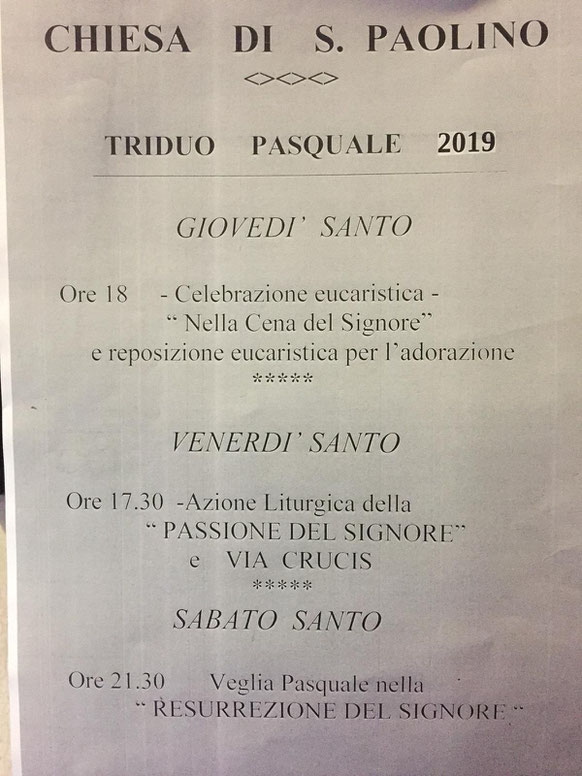 CHIESA DI S. PAOLINO
<><><>
TRIDUO PASQUALE 2019
GIOVEDI’ SANTO
Ore 18 - Celebrazione eucaristica -
“ Nella Cena del Signore”
e reposizione eucaristica per l’adorazione
*****
VENERDI’ SANTO
Ore 17.30 -Azione Liturgica della
“ PASSIONE DEL SIGNORE”
e VIA CRUCIS
*****
SABATO SANTO
Ore 21.30 Veglia Pasquale nella
“ RESURREZIONE DEL SIGNORE “